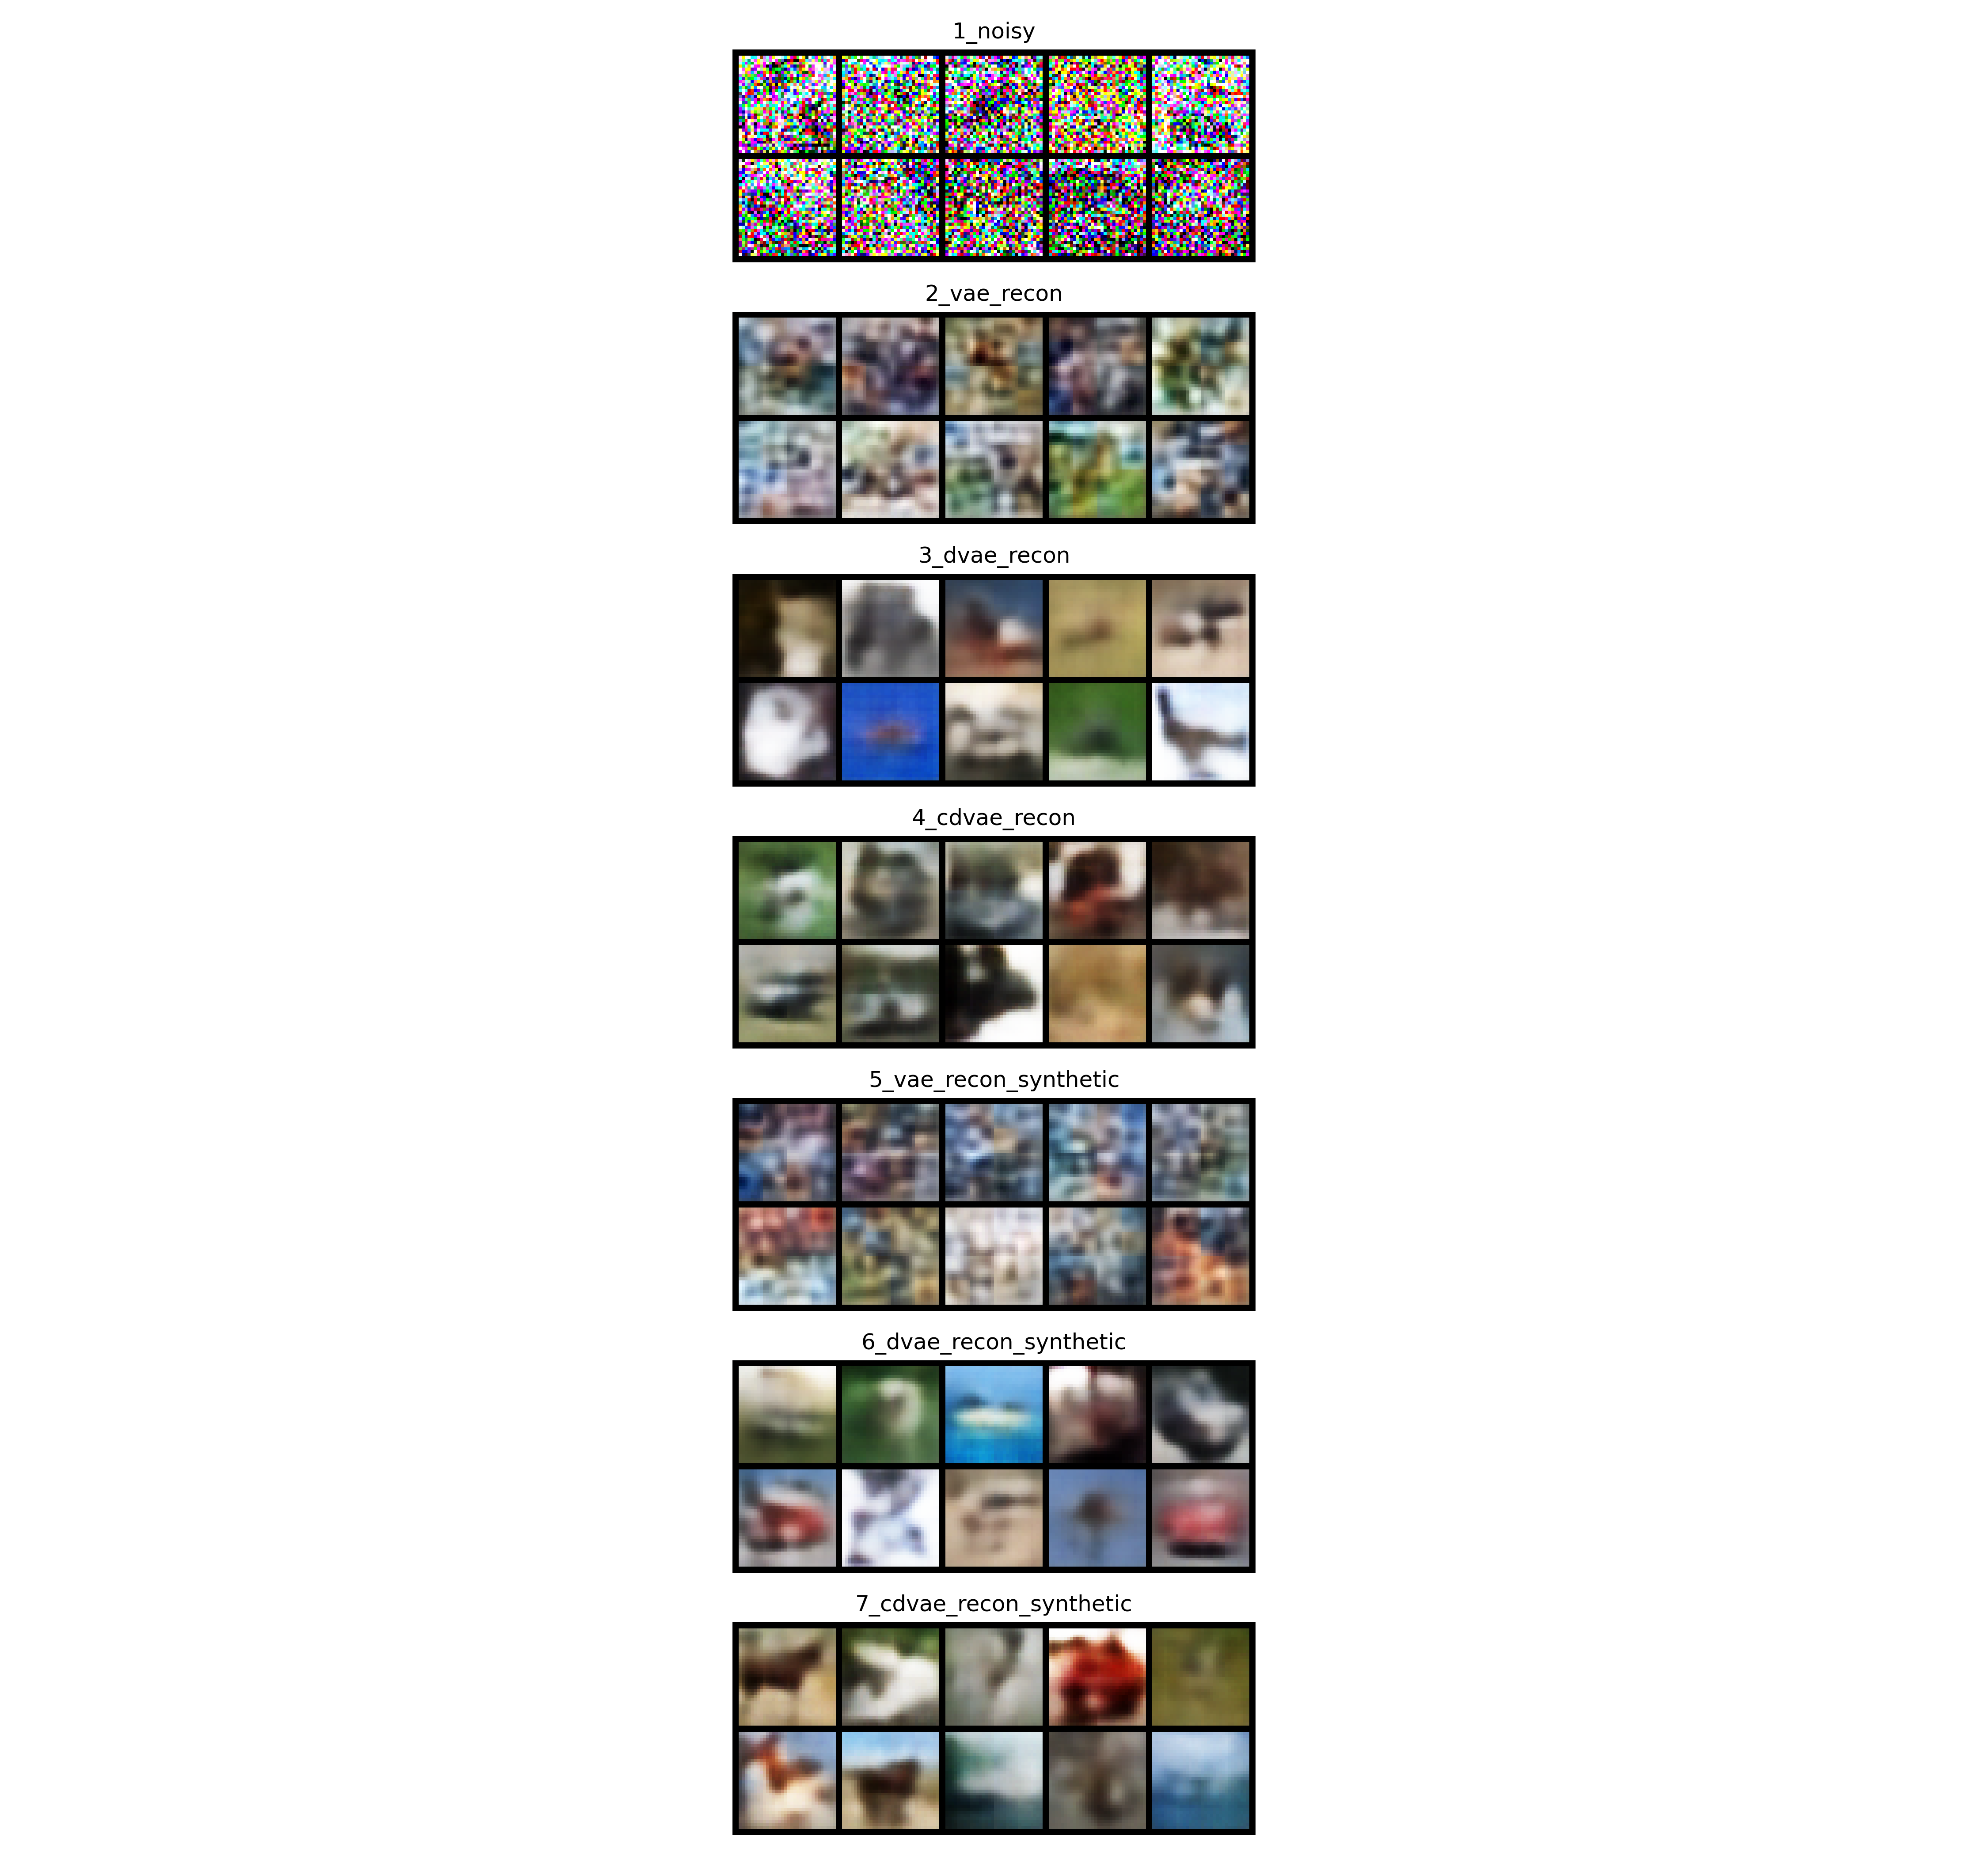 1_noisy
2_vae_recon
3_dvae_recon
4_cdvae_recon
5_vae_recon_synthetic
6_dvae_recon_synthetic
7_cdvae_recon_synthetic